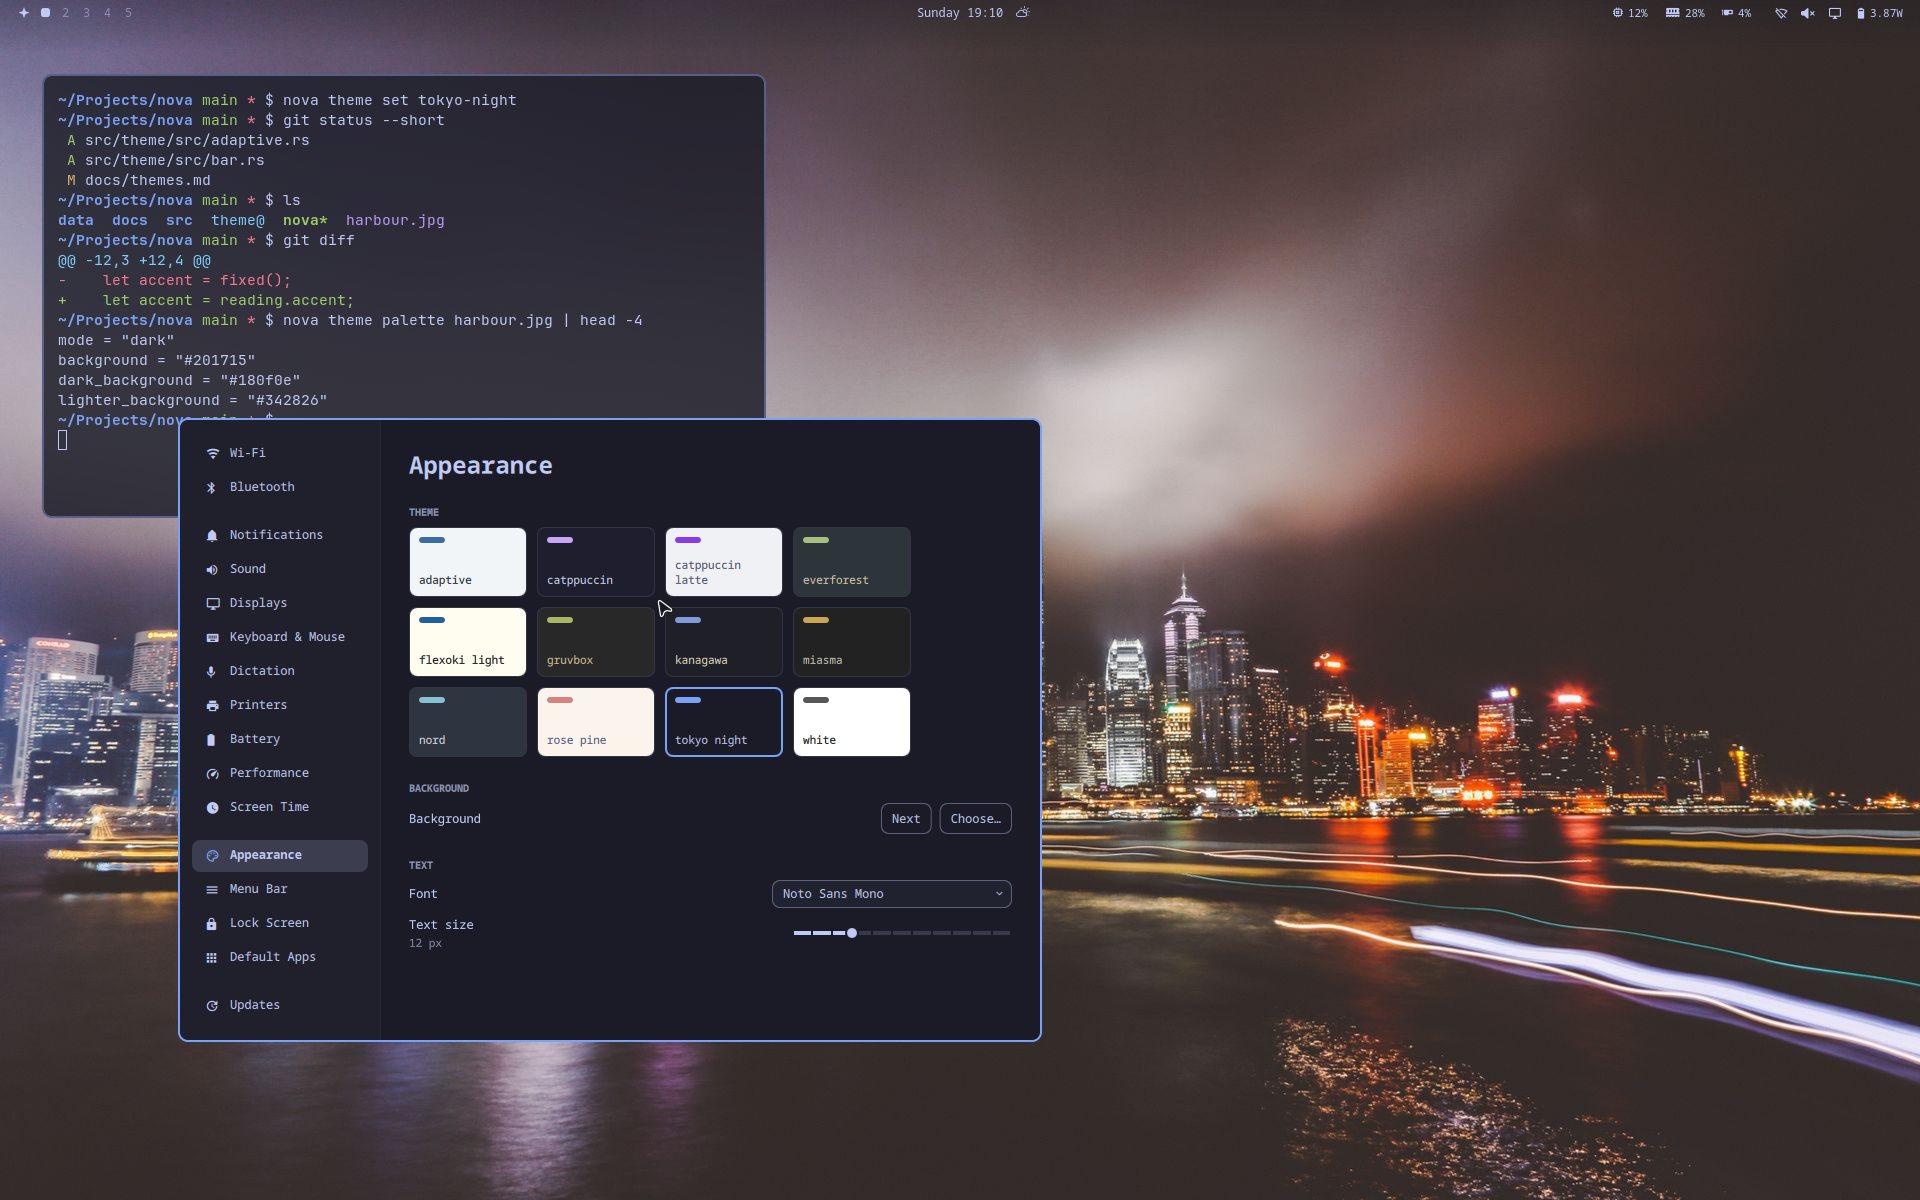 2 3 4 5
Sunday 19:10
12% 28% 4% 3.87W
~/Projects/nova main * $ nova theme set tokyo-night
~/Projects/nova main * $ git status --short
A src/theme/src/adaptive.rs
A src/theme/src/bar.rs
M docs/themes.md
~/Projects/nova main * $ ls
data docs src theme@ nova* harbour.jpg
~/Projects/nova main * $ git diff
@@ -12,3 +12,4 @@
-    let accent = fixed();
+    let accent = reading.accent;
~/Projects/nova main * $ nova theme palette harbour.jpg | head -4
mode = "dark"
background = "#201715"
dark_background = "#180f0e"
lighter_background = "#342826"
~/Projects/nova main * $
Wi-Fi
Bluetooth
Notifications
Sound
Displays
Keyboard & Mouse
Dictation
Printers
Battery
Performance
Screen Time
Appearance
Menu Bar
Lock Screen
Default Apps
Updates
Appearance
THEME
adaptive
catppuccin
catppuccin
latte
everforest
flexoki light
gruvbox
kanagawa
miasma
nord
rose pine
tokyo night
white
BACKGROUND
Background
Next
Choose…
TEXT
Font
Noto Sans Mono
Text size
12 px
CONRAD